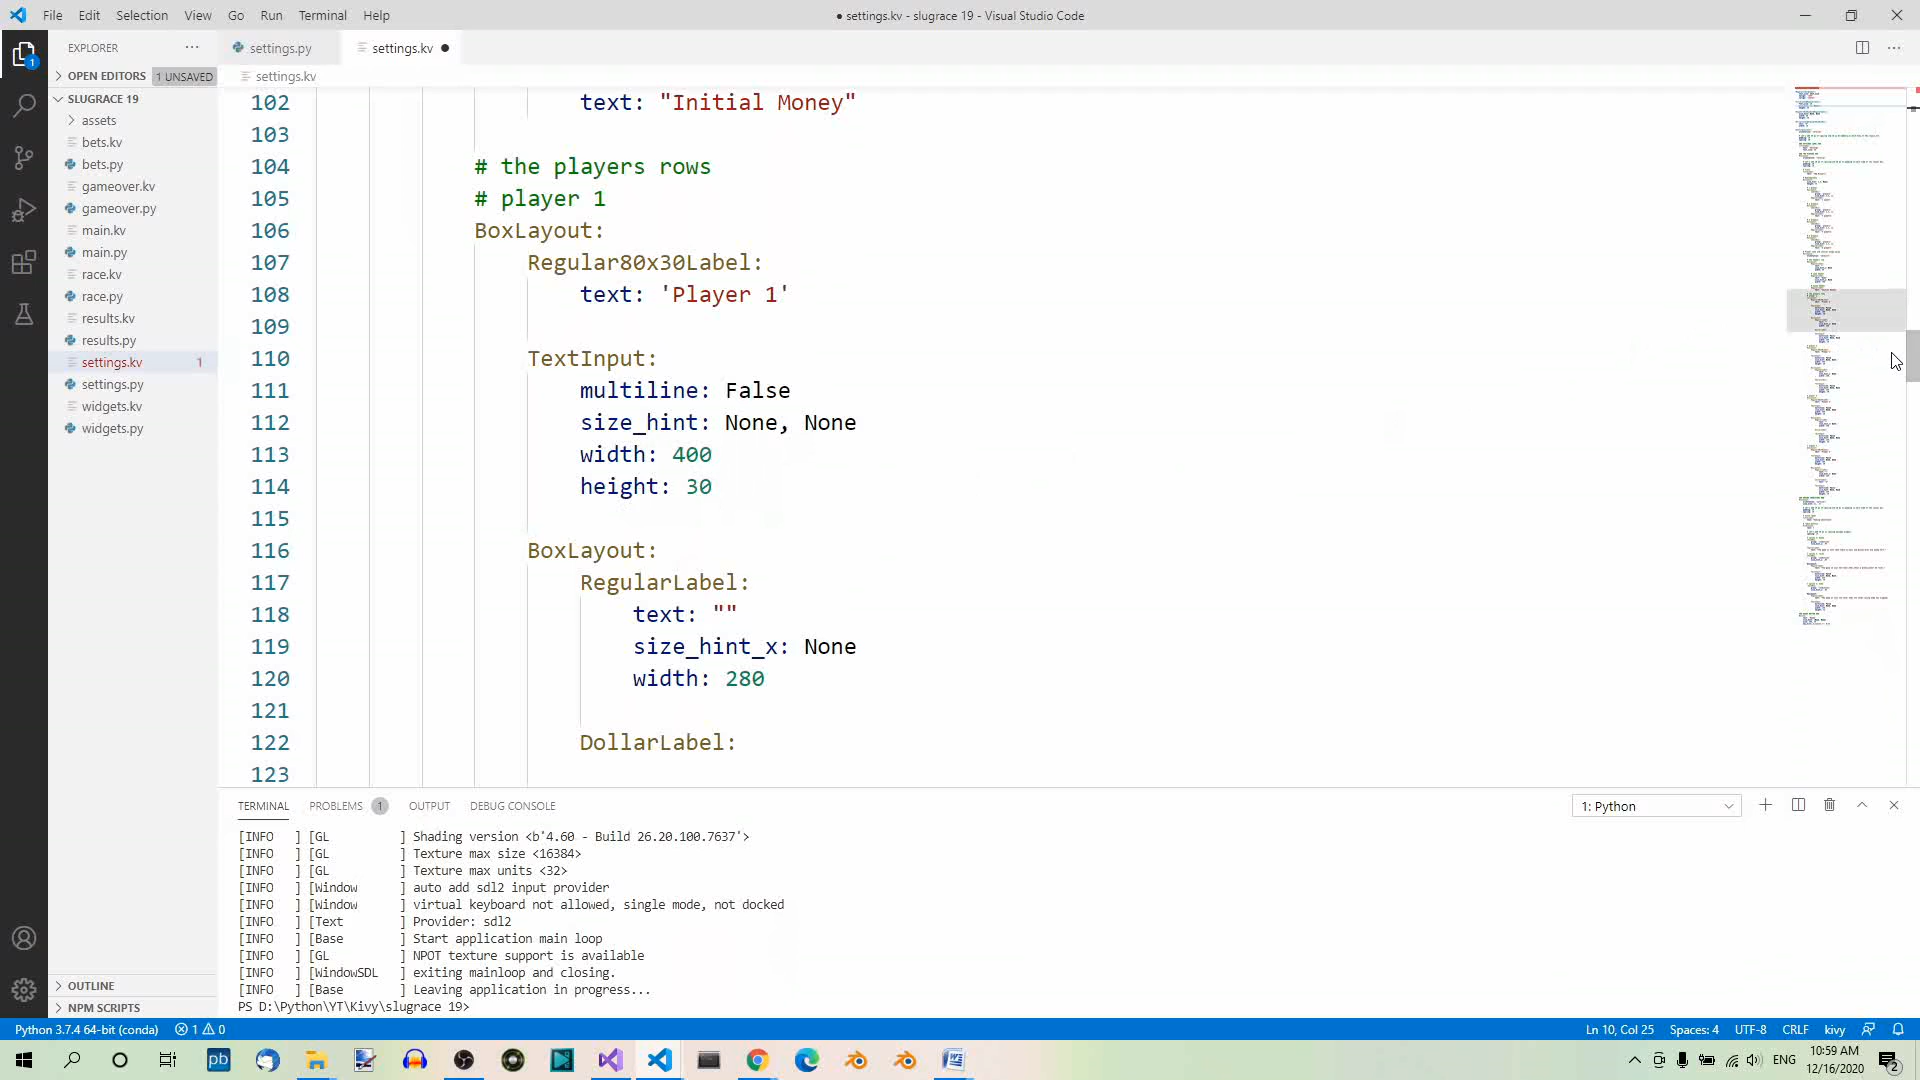 File Edit Selection View Go Run Terminal Help
● settings.kv - slugrace 19 - Visual Studio Code
EXPLORER
settings.py
settings.kv
OPEN EDITORS 1 UNSAVED
settings.kv
SLUGRACE 19
assets
bets.kv
bets.py
gameover.kv
gameover.py
main.kv
main.py
race.kv
race.py
results.kv
results.py
settings.kv 1
settings.py
widgets.kv
widgets.py
OUTLINE
NPM SCRIPTS
1
102 text: "Initial Money"
103
104 # the players rows
105 # player 1
106 BoxLayout:
107 Regular80x30Label:
108 text: 'Player 1'
109
110 TextInput:
111 multiline: False
112 size_hint: None, None
113 width: 400
114 height: 30
115
116 BoxLayout:
117 RegularLabel:
118 text: ""
119 size_hint_x: None
120 width: 280
121
122 DollarLabel:
123
TERMINAL PROBLEMS 1 OUTPUT DEBUG CONSOLE
1: Python
[INFO ] [GL ] Shading version <b'4.60 - Build 26.20.100.7637'>
[INFO ] [GL ] Texture max size <16384>
[INFO ] [GL ] Texture max units <32>
[INFO ] [Window ] auto add sdl2 input provider
[INFO ] [Window ] virtual keyboard not allowed, single mode, not docked
[INFO ] [Text ] Provider: sdl2
[INFO ] [Base ] Start application main loop
[INFO ] [GL ] NPOT texture support is available
[INFO ] [WindowSDL ] exiting mainloop and closing.
[INFO ] [Base ] Leaving application in progress...
PS D:\Python\YT\Kivy\slugrace 19>
Python 3.7.4 64-bit (conda) 1 0
Ln 10, Col 25 Spaces: 4 UTF-8 CRLF kivy
pb
ENG
10:59 AM
12/16/2020
2